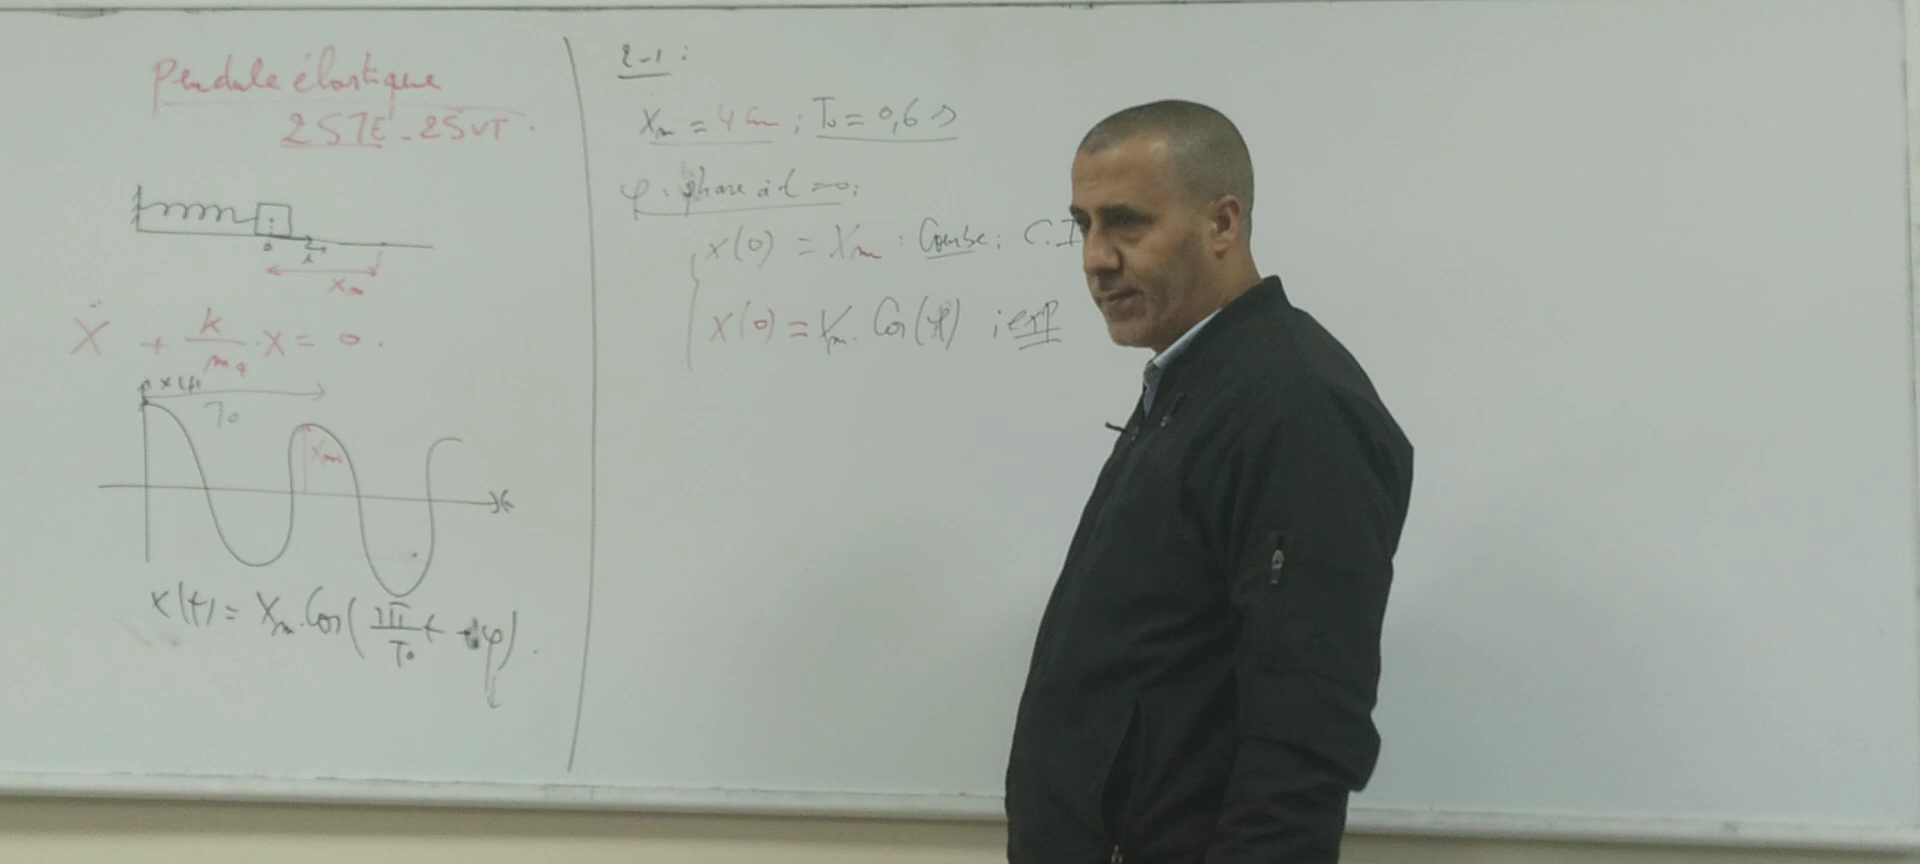 Pendule élastique
2STE - 2SVT.
0
i
Xm
Ẍ + k/m . X = 0.
x(t)
T0
Xm
t
x(t) = Xm. Cos( 2π/T0 t + φ).
2-1 :
Xm = 4 cm ; T0 = 0,6 s
φ : phase à t = 0 :
x(0) = Xm : Courbe ; C.I
x(0) = Xm . Cos(φ) ; exp